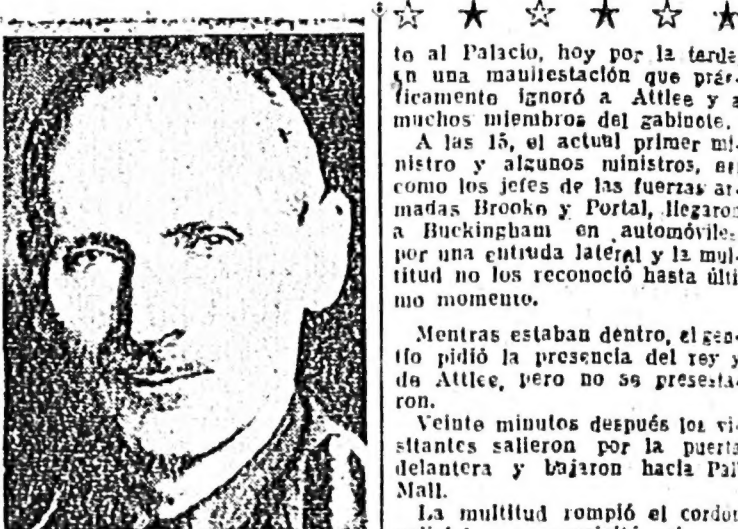 to al Palacio, hoy por la tarde
en una manifestación que prác-
ticamente ignoró a Attlee y a
muchos miembros del gabinete.
A las 15, el actual primer mi-
nistro y algunos ministros, as
como los jefes de las fuerzas ar-
madas Brooke y Portal, llegaron
a Buckingham en automóviles
por una entrada lateral y la mul-
titud no los reconoció hasta últi
mo momento.
Mentras estaban dentro, el gen-
tío pidió la presencia del rey y
de Attlee, pero no se presenta-
ron.
Veinte minutos después los vi-
sitantes salieron por la puerta
delantera y bajaron hacia Pall
Mall.
La multitud rompió el cordon